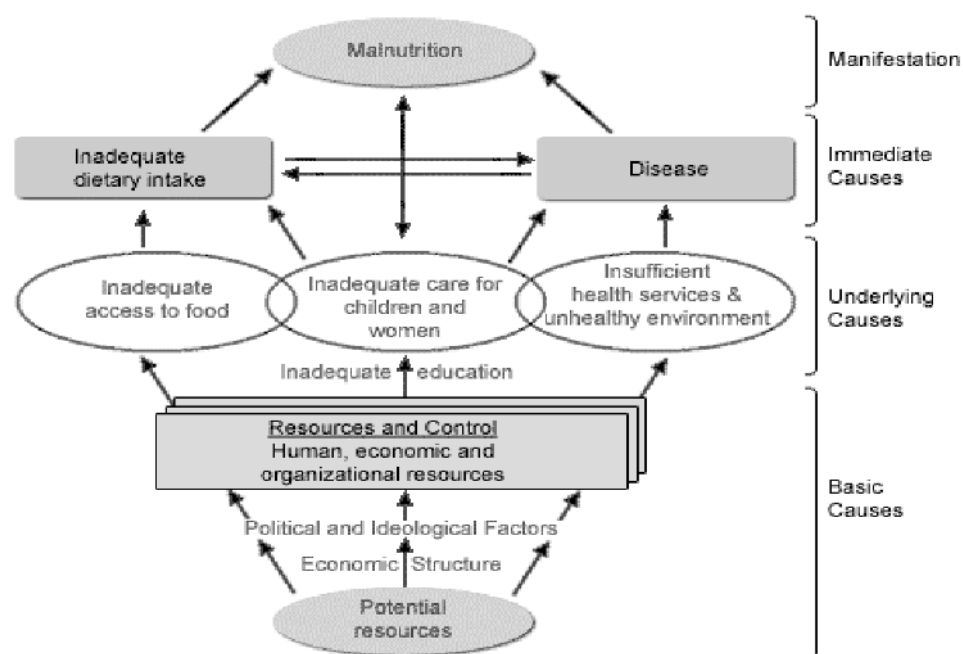 Malnutrition
Manifestation
Inadequate
dietary intake
Disease
Immediate
Causes
Inadequate
access to food
Inadequate care for
children and
women
Insufficient
health services &
unhealthy environment
Underlying
Causes
Inadequate education
Resources and Control
Human, economic and
organizational resources
Political and Ideological Factors
Economic Structure
Basic
Causes
Potential
resources